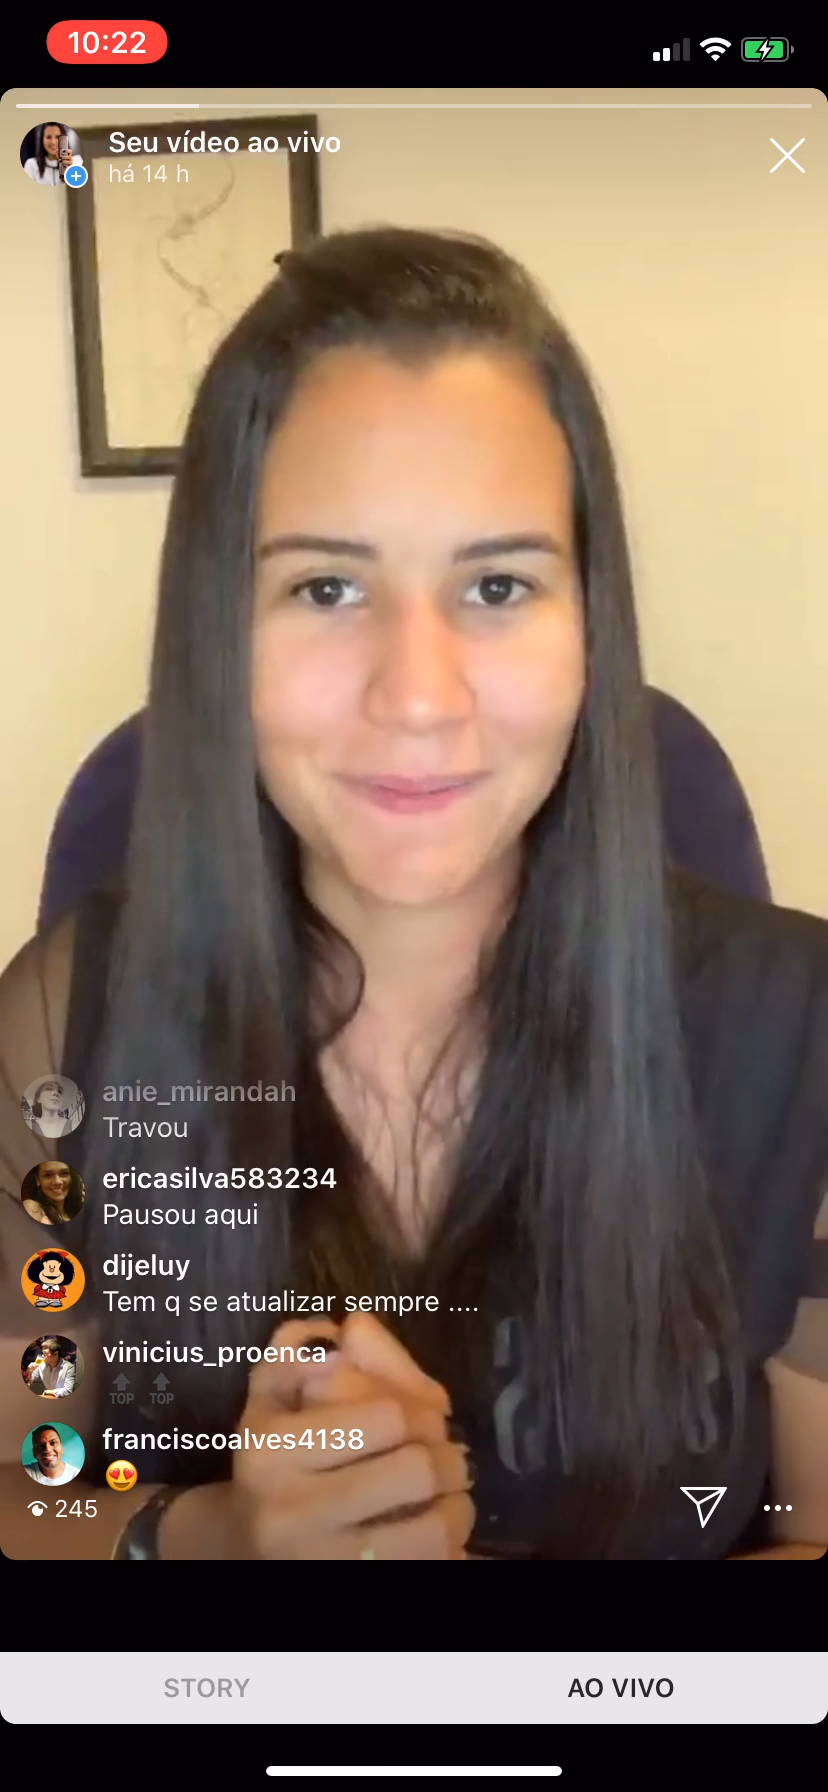 10:22
Seu vídeo ao vivo
há 14 h
anie_mirandah
Travou
ericasilva583234
Pausou aqui
dijeluy
Tem q se atualizar sempre ....
vinicius_proenca
TOP TOP
franciscoalves4138
245
STORY
AO VIVO